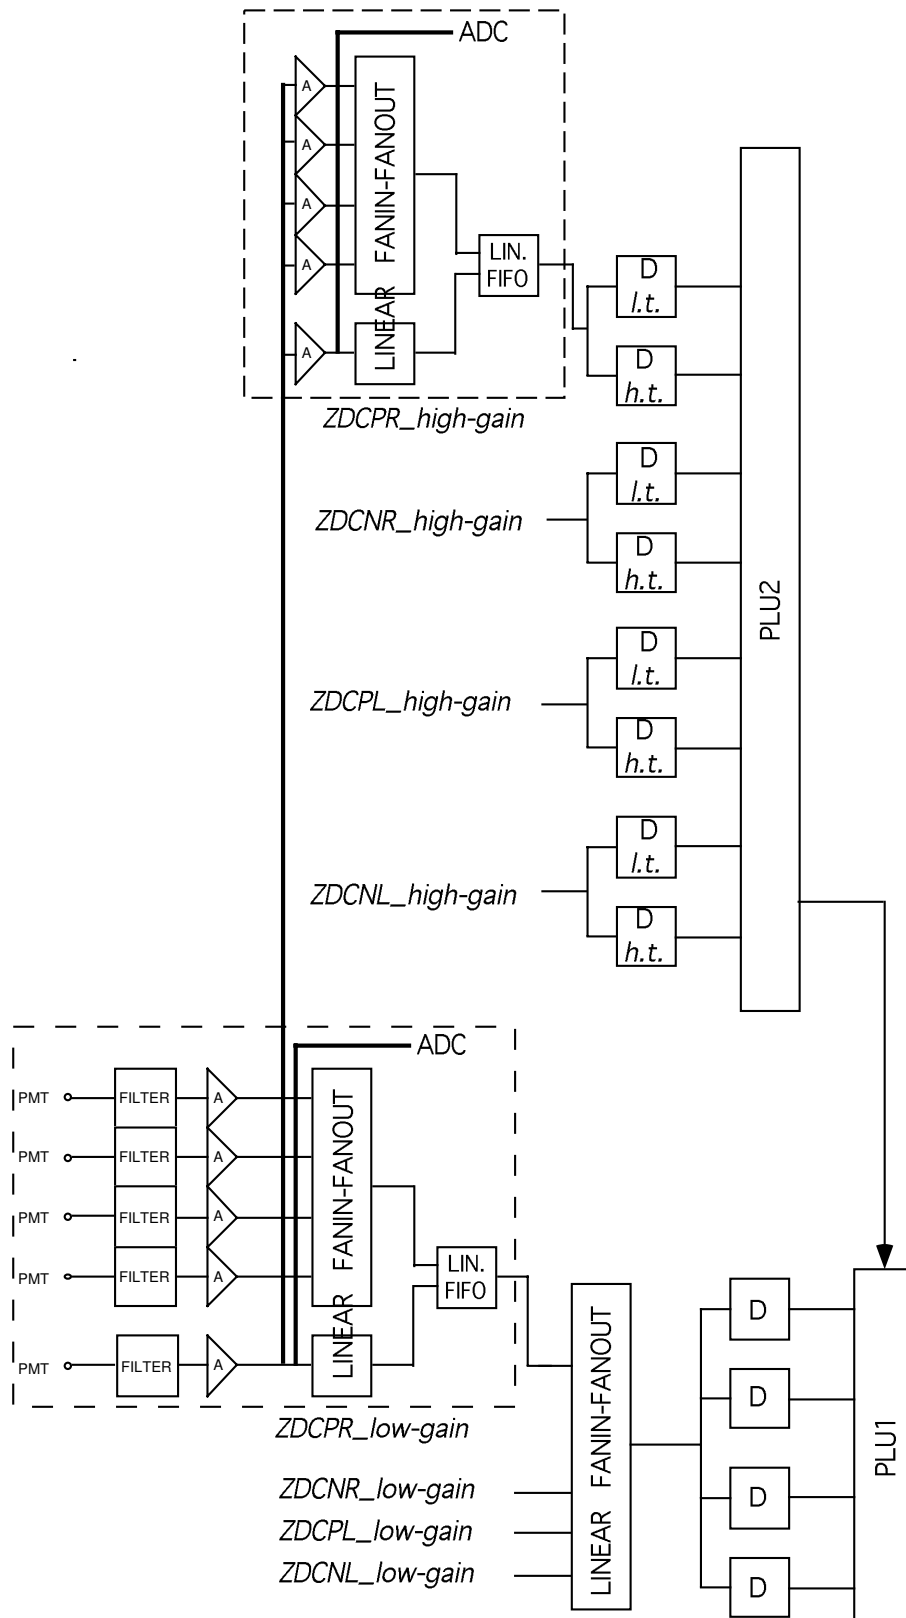 ADC
A
A
A
A
A
LINEAR FANIN-FANOUT
LIN.
FIFO
ZDCPR_high-gain
D
l.t.
D
h.t.
ZDCNR_high-gain
D
l.t.
D
h.t.
ZDCPL_high-gain
D
l.t.
D
h.t.
ZDCNL_high-gain
D
l.t.
D
h.t.
PLU2
ADC
PMT FILTER A
PMT FILTER A
PMT FILTER A
PMT FILTER A
PMT FILTER A
LINEAR FANIN-FANOUT
LIN.
FIFO
ZDCPR_low-gain
ZDCNR_low-gain
ZDCPL_low-gain
ZDCNL_low-gain
LINEAR FANIN-FANOUT
D
D
D
D
PLU1